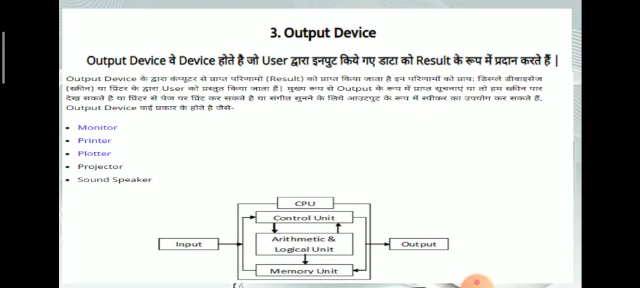 3. Output Device
Output Device वे Device होते है जो User द्वारा इनपुट किये गए डाटा को Result के रूप में प्रदान करते हैं |
Output Device के द्वारा कंप्यूटर से प्राप्त परिणामो (Result) को प्राप्त किया जाता है इन परिणामों को प्राय: डिस्प्ले डीवाइसेज
(स्क्रीन) या प्रिंटर के द्वारा User को प्रस्तुत किया जाता हैं| मुख्य रूप से Output के रूप में प्राप्त सूचनाएं या तो हम स्क्रीन पार
देख सकते है या प्रिंटर से पेज पर प्रिंट कर सकते है या संगीत सुनने के लिये आउटपुट के रूप में स्पीकर का उपयोग कर सकते हैं,
Output Device कई प्रकार के होते है जैसे-
• Monitor
• Printer
• Plotter
• Projector
• Sound Speaker
CPU
Control Unit
Input
Arithmetic &
Logical Unit
Output
Memory Unit